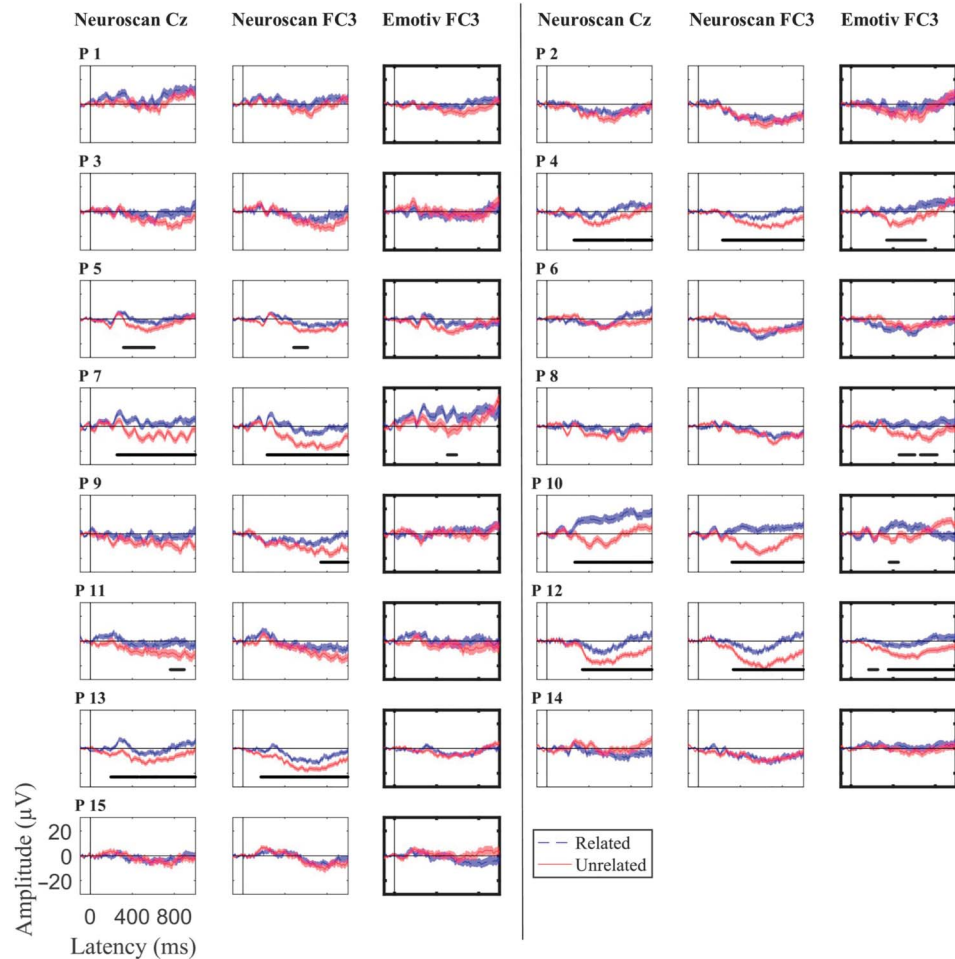 Neuroscan Cz Neuroscan FC3 Emotiv FC3 Neuroscan Cz Neuroscan FC3 Emotiv FC3
P 1 P 2
P 3 P 4
P 5 P 6
P 7 P 8
P 9 P 10
P 11 P 12
P 13 P 14
P 15
Amplitude (µV)
20
0
−20
Related
Unrelated
0 400 800
Latency (ms)